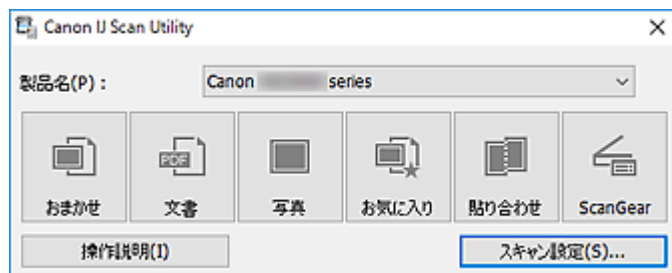 Canon IJ Scan Utility
製品名(P) : Canon series
おまかせ 文書 写真 お気に入り 貼り合わせ ScanGear
操作説明(I) スキャン設定(S)...